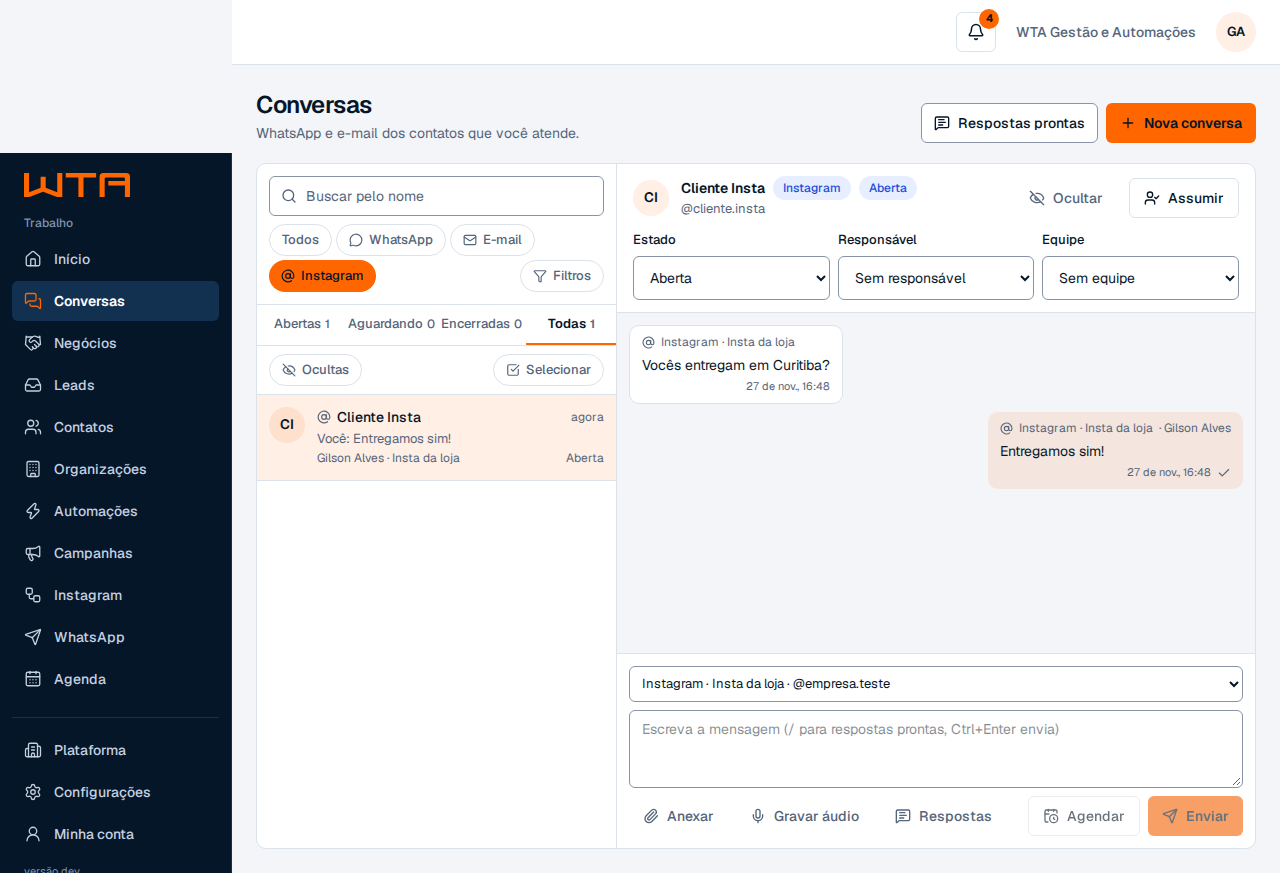 4
WTA Gestão e Automações
GA
Conversas
WhatsApp e e-mail dos contatos que você atende.
Respostas prontas
Nova conversa
WTA
Trabalho
Início
Conversas
Negócios
Leads
Contatos
Organizações
Automações
Campanhas
Instagram
WhatsApp
Agenda
Plataforma
Configurações
Minha conta
versão dev
Buscar pelo nome
Todos
WhatsApp
E-mail
Instagram
Filtros
Abertas 1
Aguardando 0
Encerradas 0
Todas 1
Ocultas
Selecionar
CI
Cliente Insta
agora
Você: Entregamos sim!
Gilson Alves · Insta da loja
Aberta
CI
Cliente Insta
Instagram
Aberta
@cliente.insta
Ocultar
Assumir
Estado
Responsável
Equipe
Aberta
Sem responsável
Sem equipe
Instagram · Insta da loja
Vocês entregam em Curitiba?
27 de nov., 16:48
Instagram · Insta da loja · Gilson Alves
Entregamos sim!
27 de nov., 16:48
Instagram · Insta da loja · @empresa.teste
Escreva a mensagem (/ para respostas prontas, Ctrl+Enter envia)
Anexar
Gravar áudio
Respostas
Agendar
Enviar